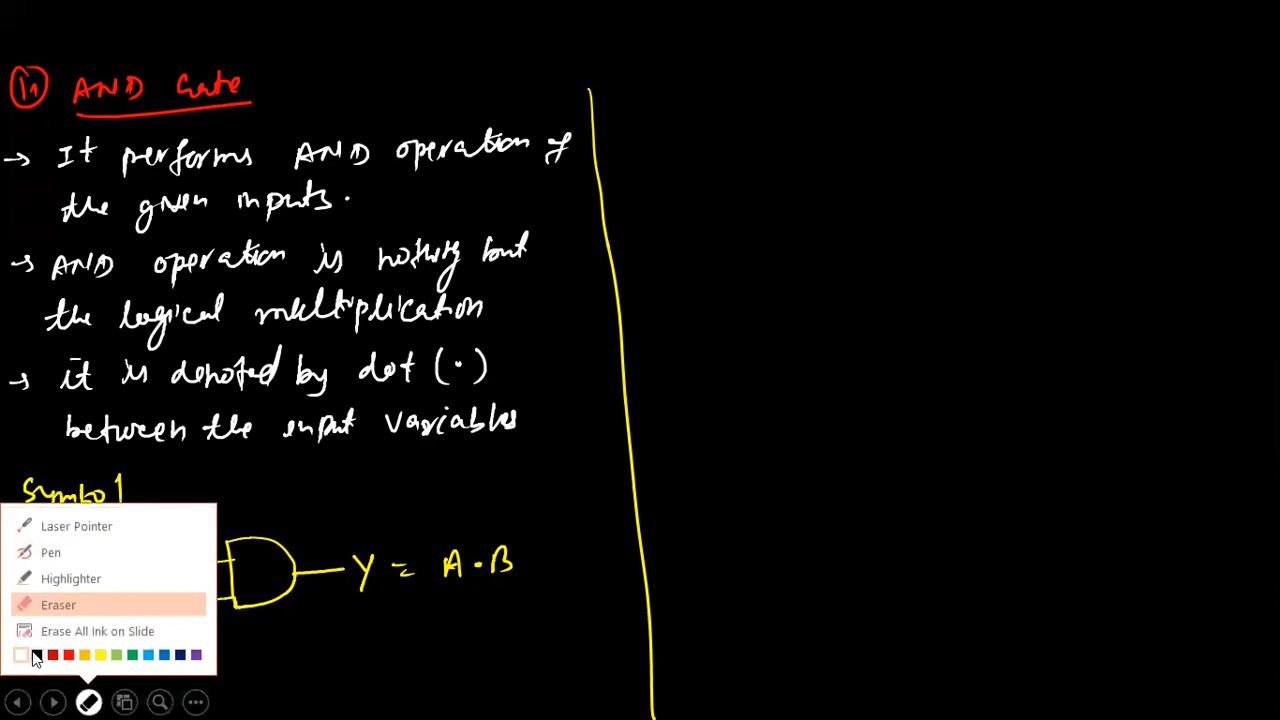 AND Gate
→ It performs AND operation of
the given inputs.
→ AND operation is nothing but
the logical multiplication
→ it is denoted by dot (·)
between the input variables
Symbol
Y = A·B
Laser Pointer
Pen
Highlighter
Eraser
Erase All Ink on Slide